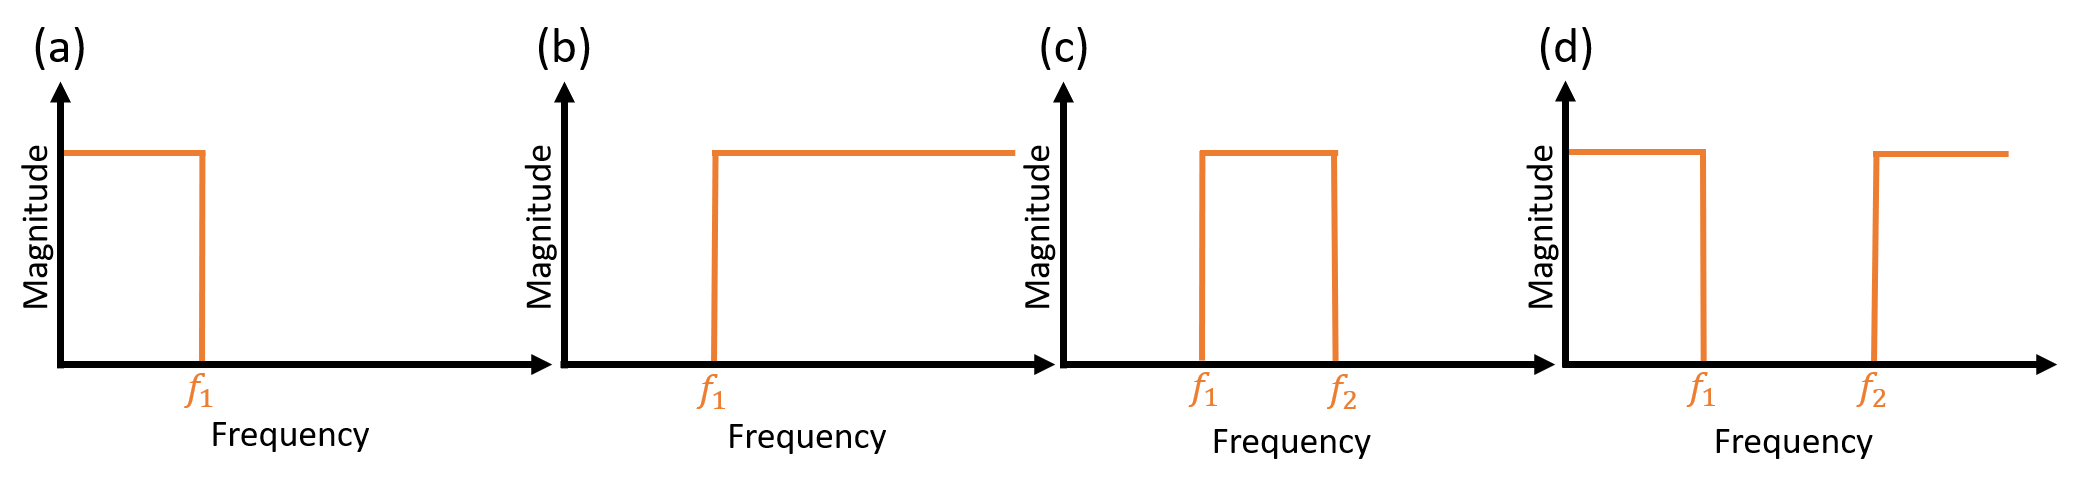 (a)
Magnitude
f1
Frequency
(b)
Magnitude
f1
Frequency
(c)
Magnitude
f1
f2
Frequency
(d)
Magnitude
f1
f2
Frequency